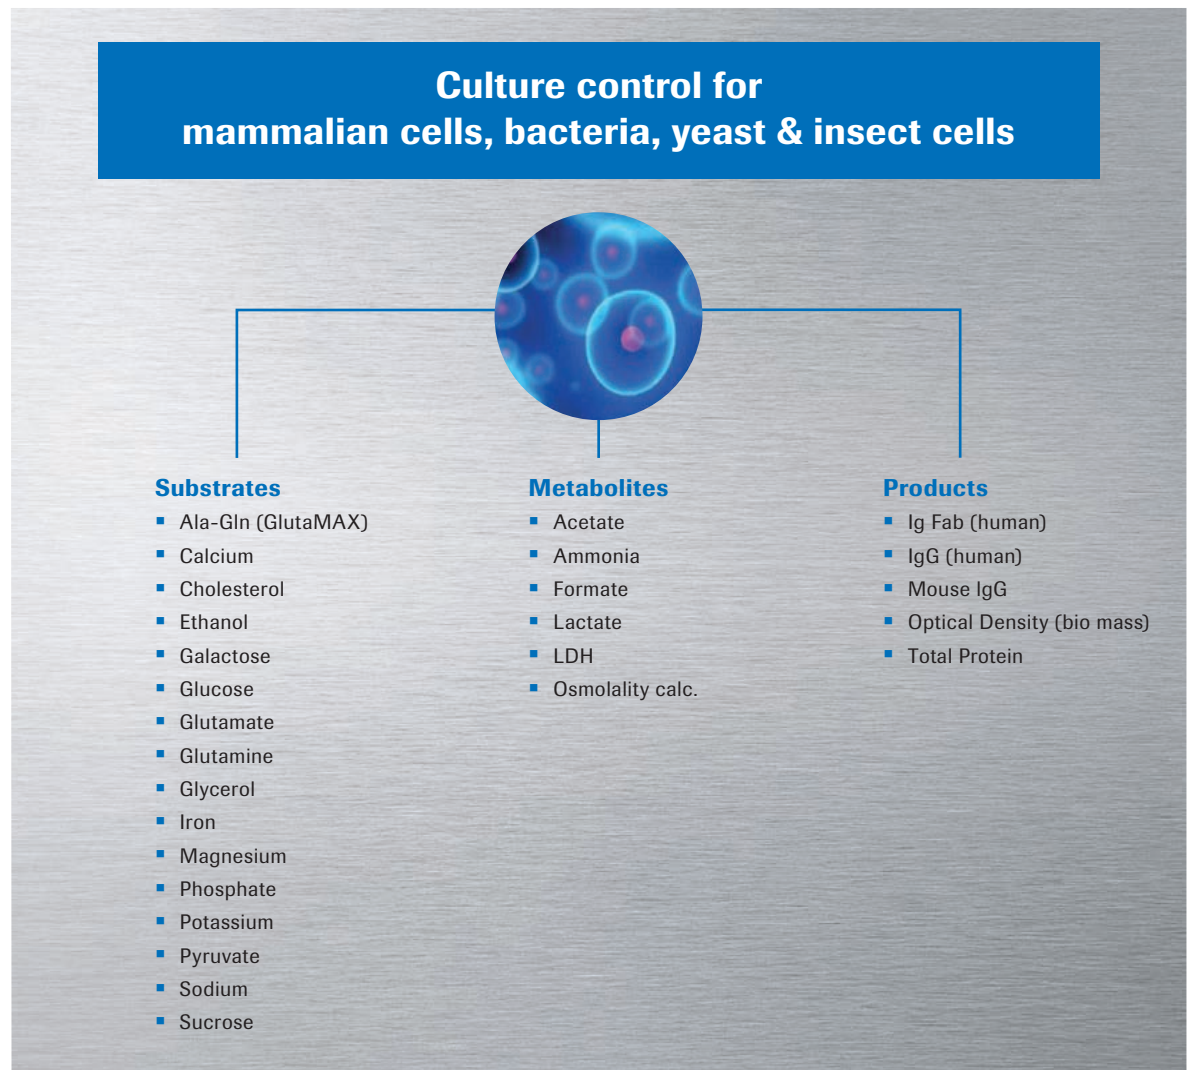 Culture control for
mammalian cells, bacteria, yeast & insect cells
Substrates
Ala-Gln (GlutaMAX)
Calcium
Cholesterol
Ethanol
Galactose
Glucose
Glutamate
Glutamine
Glycerol
Iron
Magnesium
Phosphate
Potassium
Pyruvate
Sodium
Sucrose
Metabolites
Acetate
Ammonia
Formate
Lactate
LDH
Osmolality calc.
Products
Ig Fab (human)
IgG (human)
Mouse IgG
Optical Density (bio mass)
Total Protein